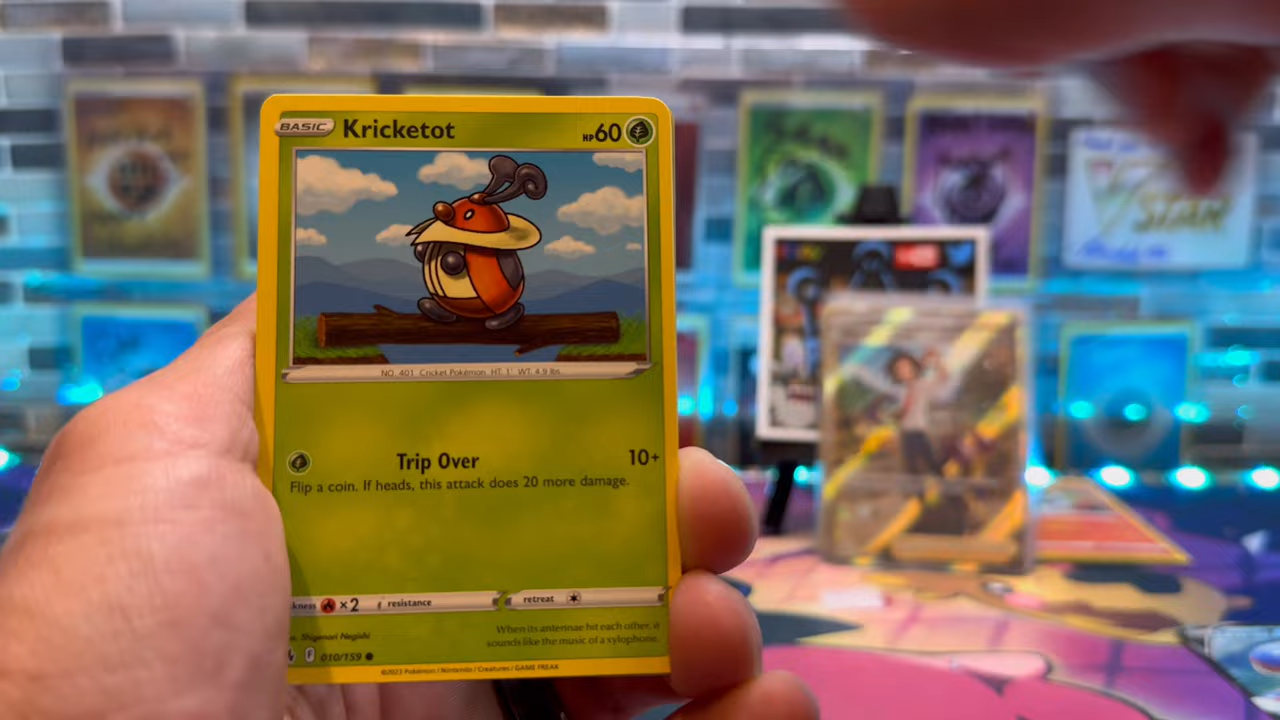 BASIC Kricketot HP60
NO. 401 Cricket Pokémon HT. 1' WT. 4.9 lbs.
Trip Over 10+
Flip a coin. If heads, this attack does 20 more damage.
kness ×2 resistance retreat
When its antennae hit each other, it
sounds like the music of a xylophone.
Shigenori Negishi
F 010/159
©2023 Pokémon / Nintendo / Creatures / GAME FREAK
STAR